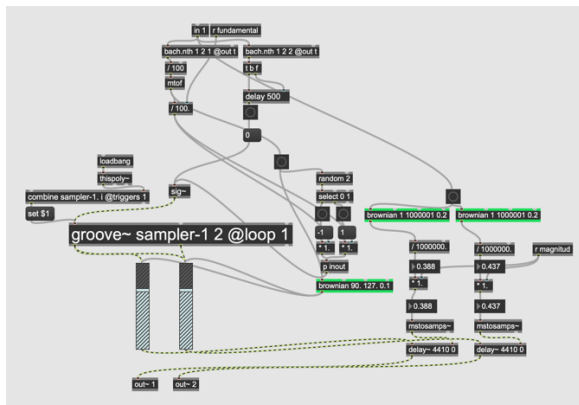 in 1
r fundamental
bach.nth 1 2 1 @out t
bach.nth 1 2 2 @out t
/ 100
t b f
mtof
delay 500
/ 100.
0
loadbang
thispoly~
random 2
combine sampler-1. i @triggers 1
sig~
select 0 1
set $1
brownian 1 1000001 0.2
brownian 1 1000001 0.2
-1
1
groove~ sampler-1 2 @loop 1
* 1.
* 1.
/ 1000000.
/ 1000000.
r magnitud
p inout
0.388
0.437
brownian 90. 127. 0.1
* 1.
* 1.
0.388
0.437
mstosamps~
mstosamps~
delay~ 4410 0
delay~ 4410 0
out~ 1
out~ 2